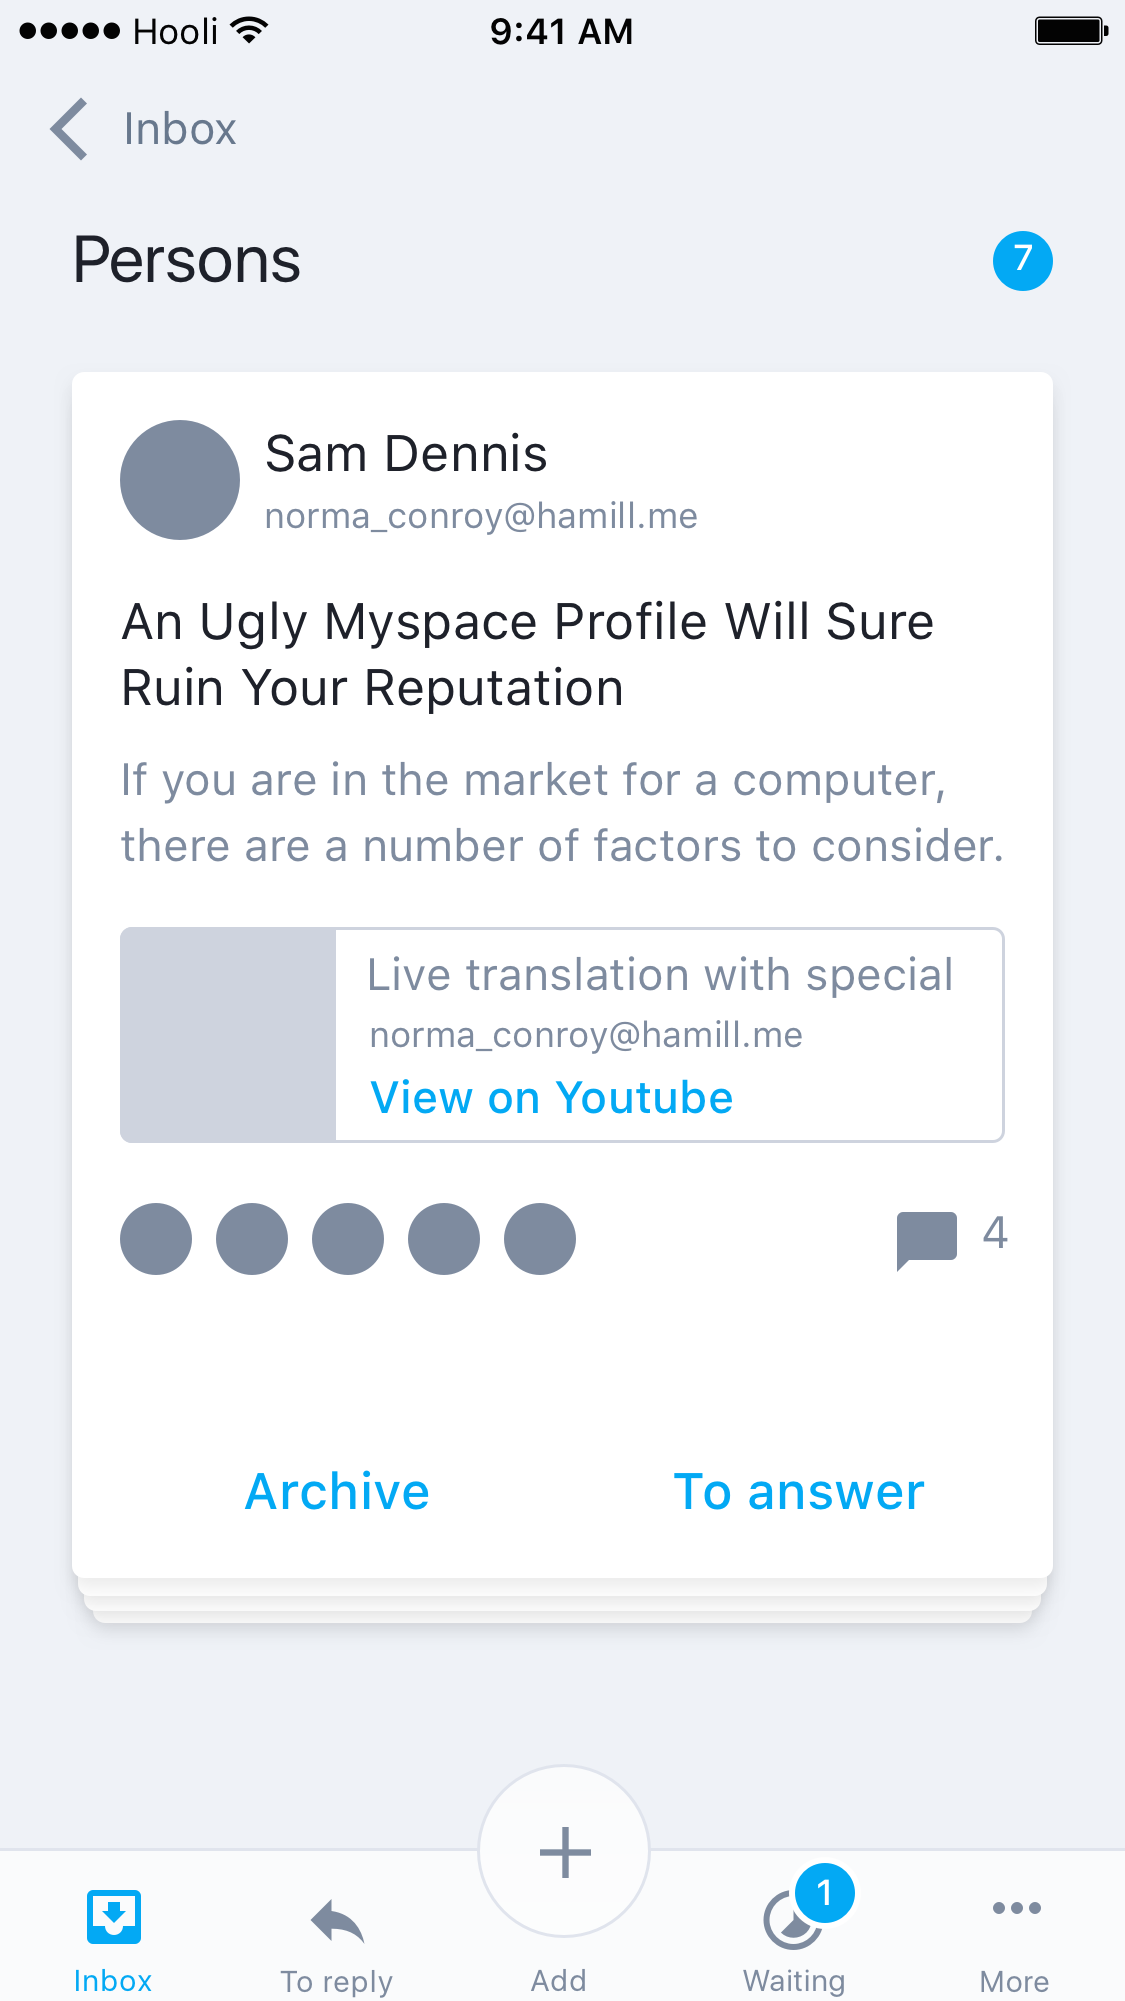 Hooli 9:41 AM
Inbox
Persons 7
Sam Dennis
norma_conroy@hamill.me
An Ugly Myspace Profile Will Sure
Ruin Your Reputation
If you are in the market for a computer,
there are a number of factors to consider.
Live translation with special
norma_conroy@hamill.me
View on Youtube
4
Archive To answer
1
Inbox To reply Add Waiting More